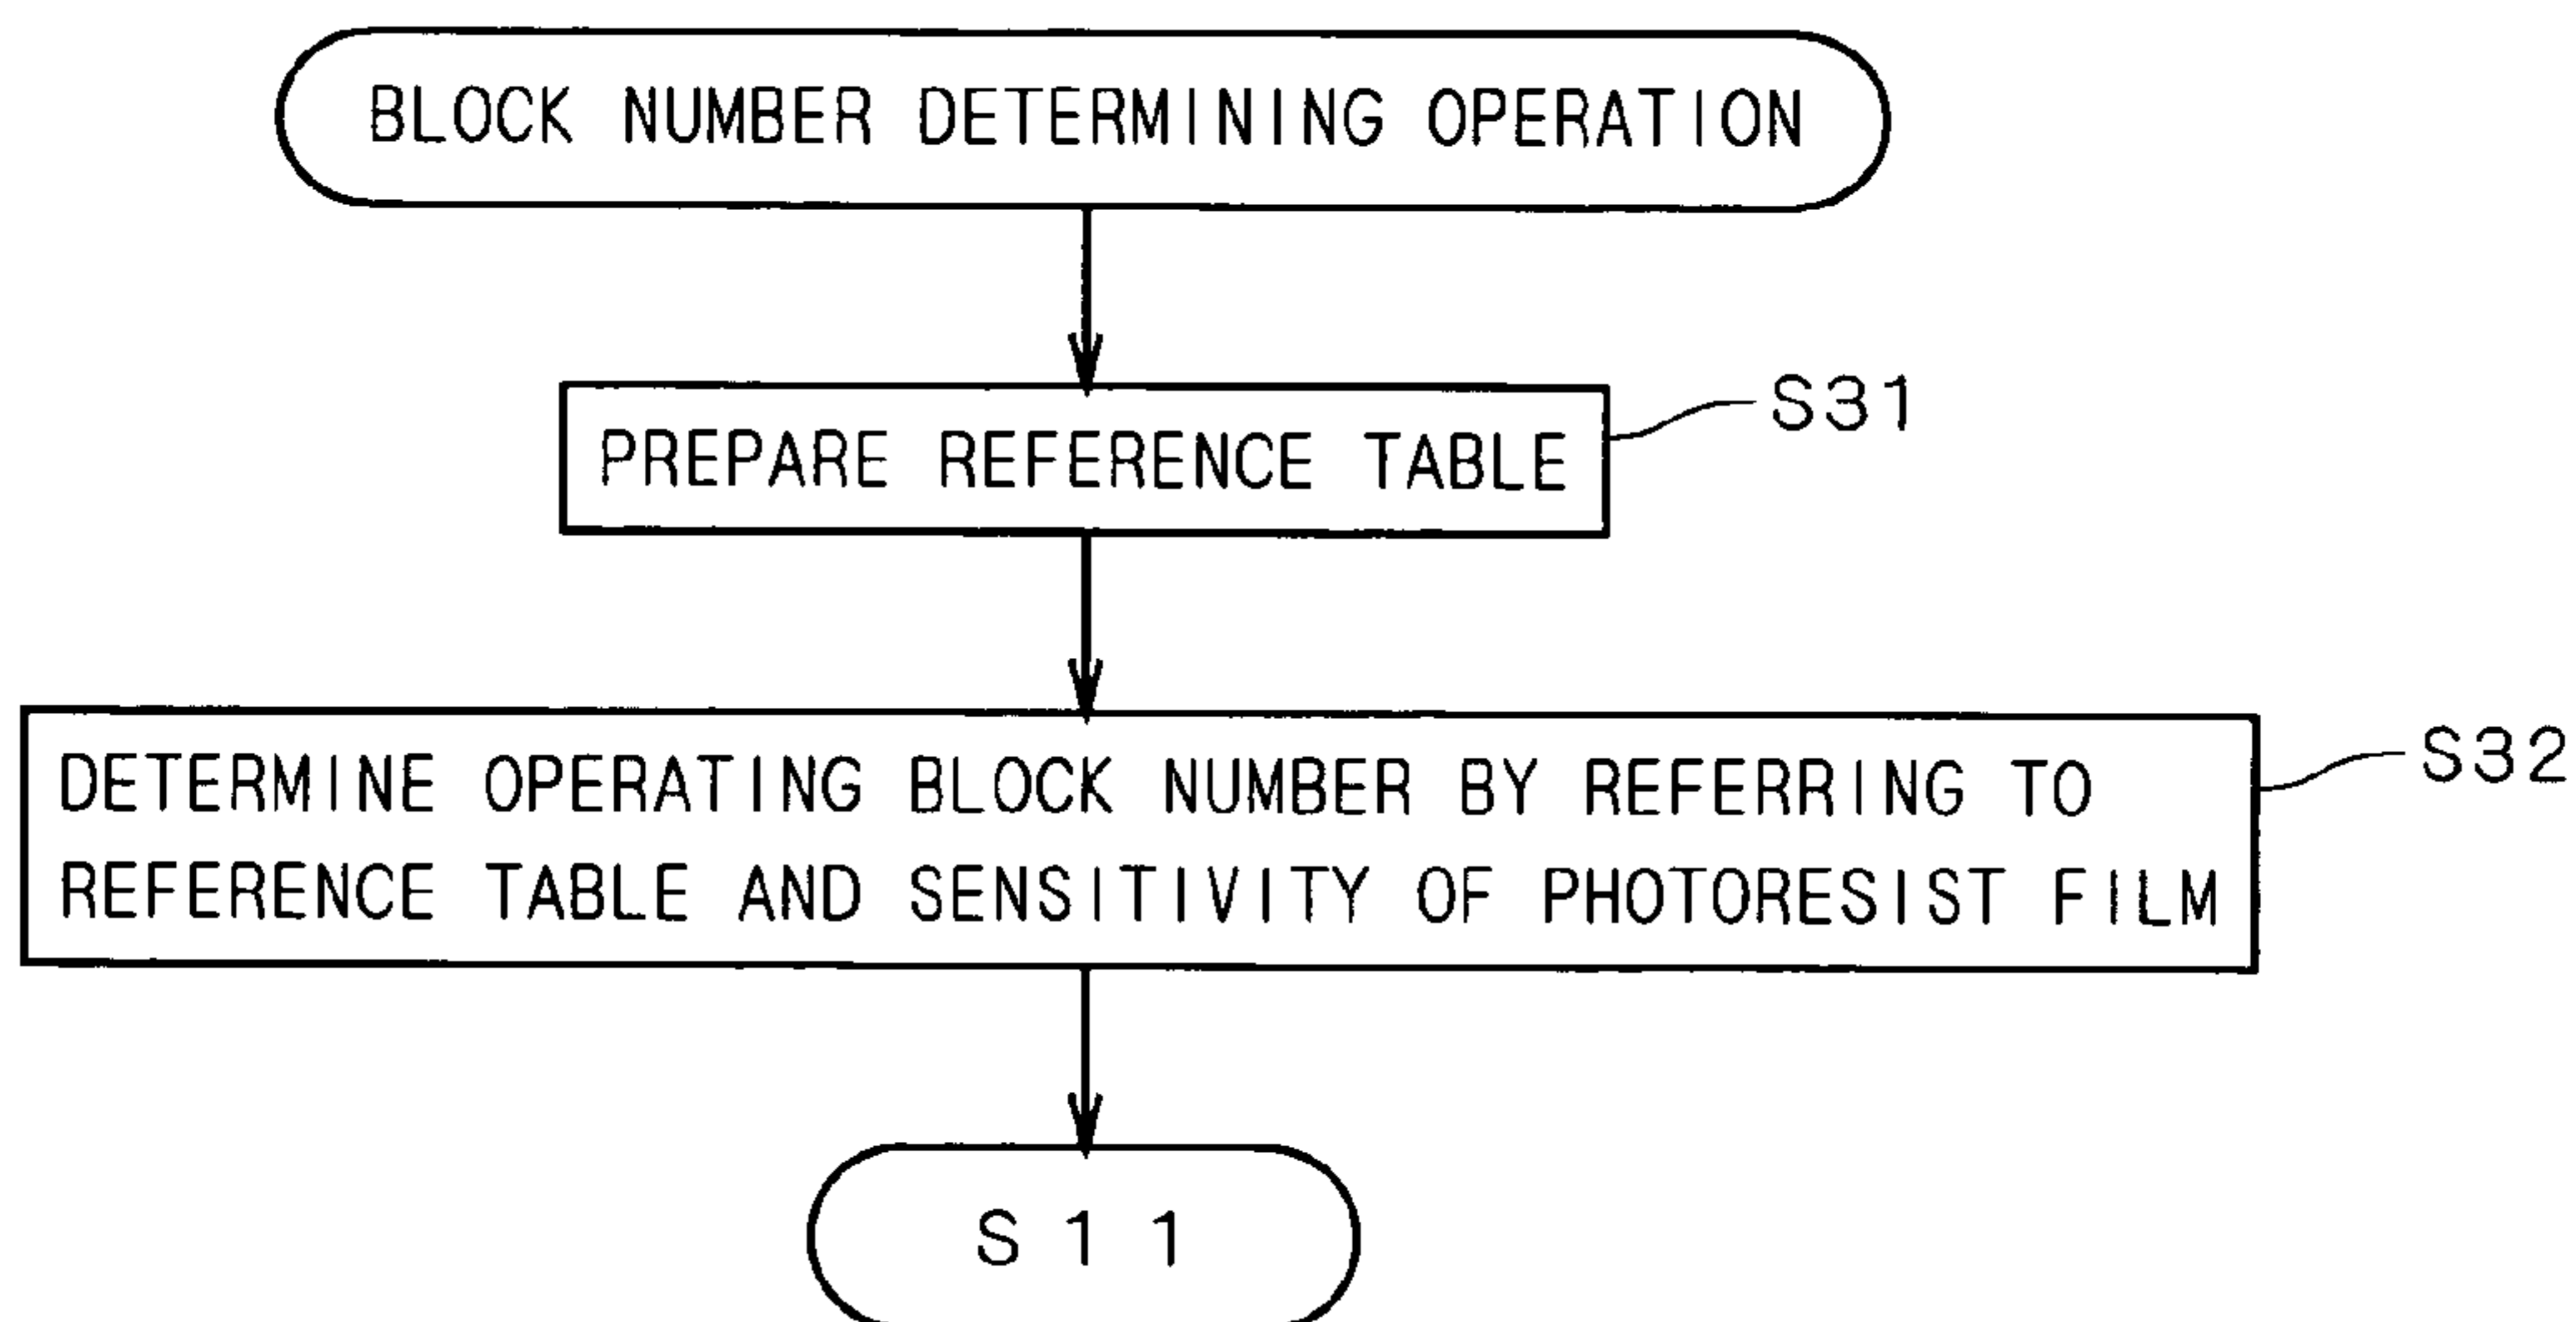 BLOCK NUMBER DETERMINING OPERATION
PREPARE REFERENCE TABLE
S31
DETERMINE OPERATING BLOCK NUMBER BY REFERRING TO
REFERENCE TABLE AND SENSITIVITY OF PHOTORESIST FILM
S32
S11